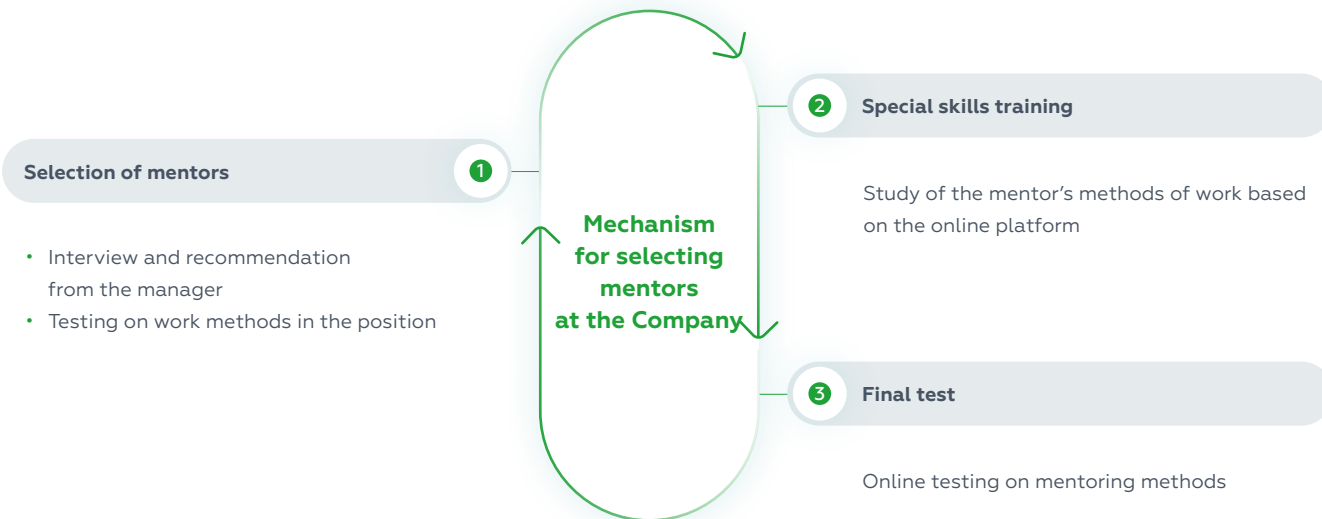 Mechanism
for selecting
mentors
at the Company
1
Selection of mentors
• Interview and recommendation
from the manager
• Testing on work methods in the position
2
Special skills training
Study of the mentor’s methods of work based
on the online platform
3
Final test
Online testing on mentoring methods